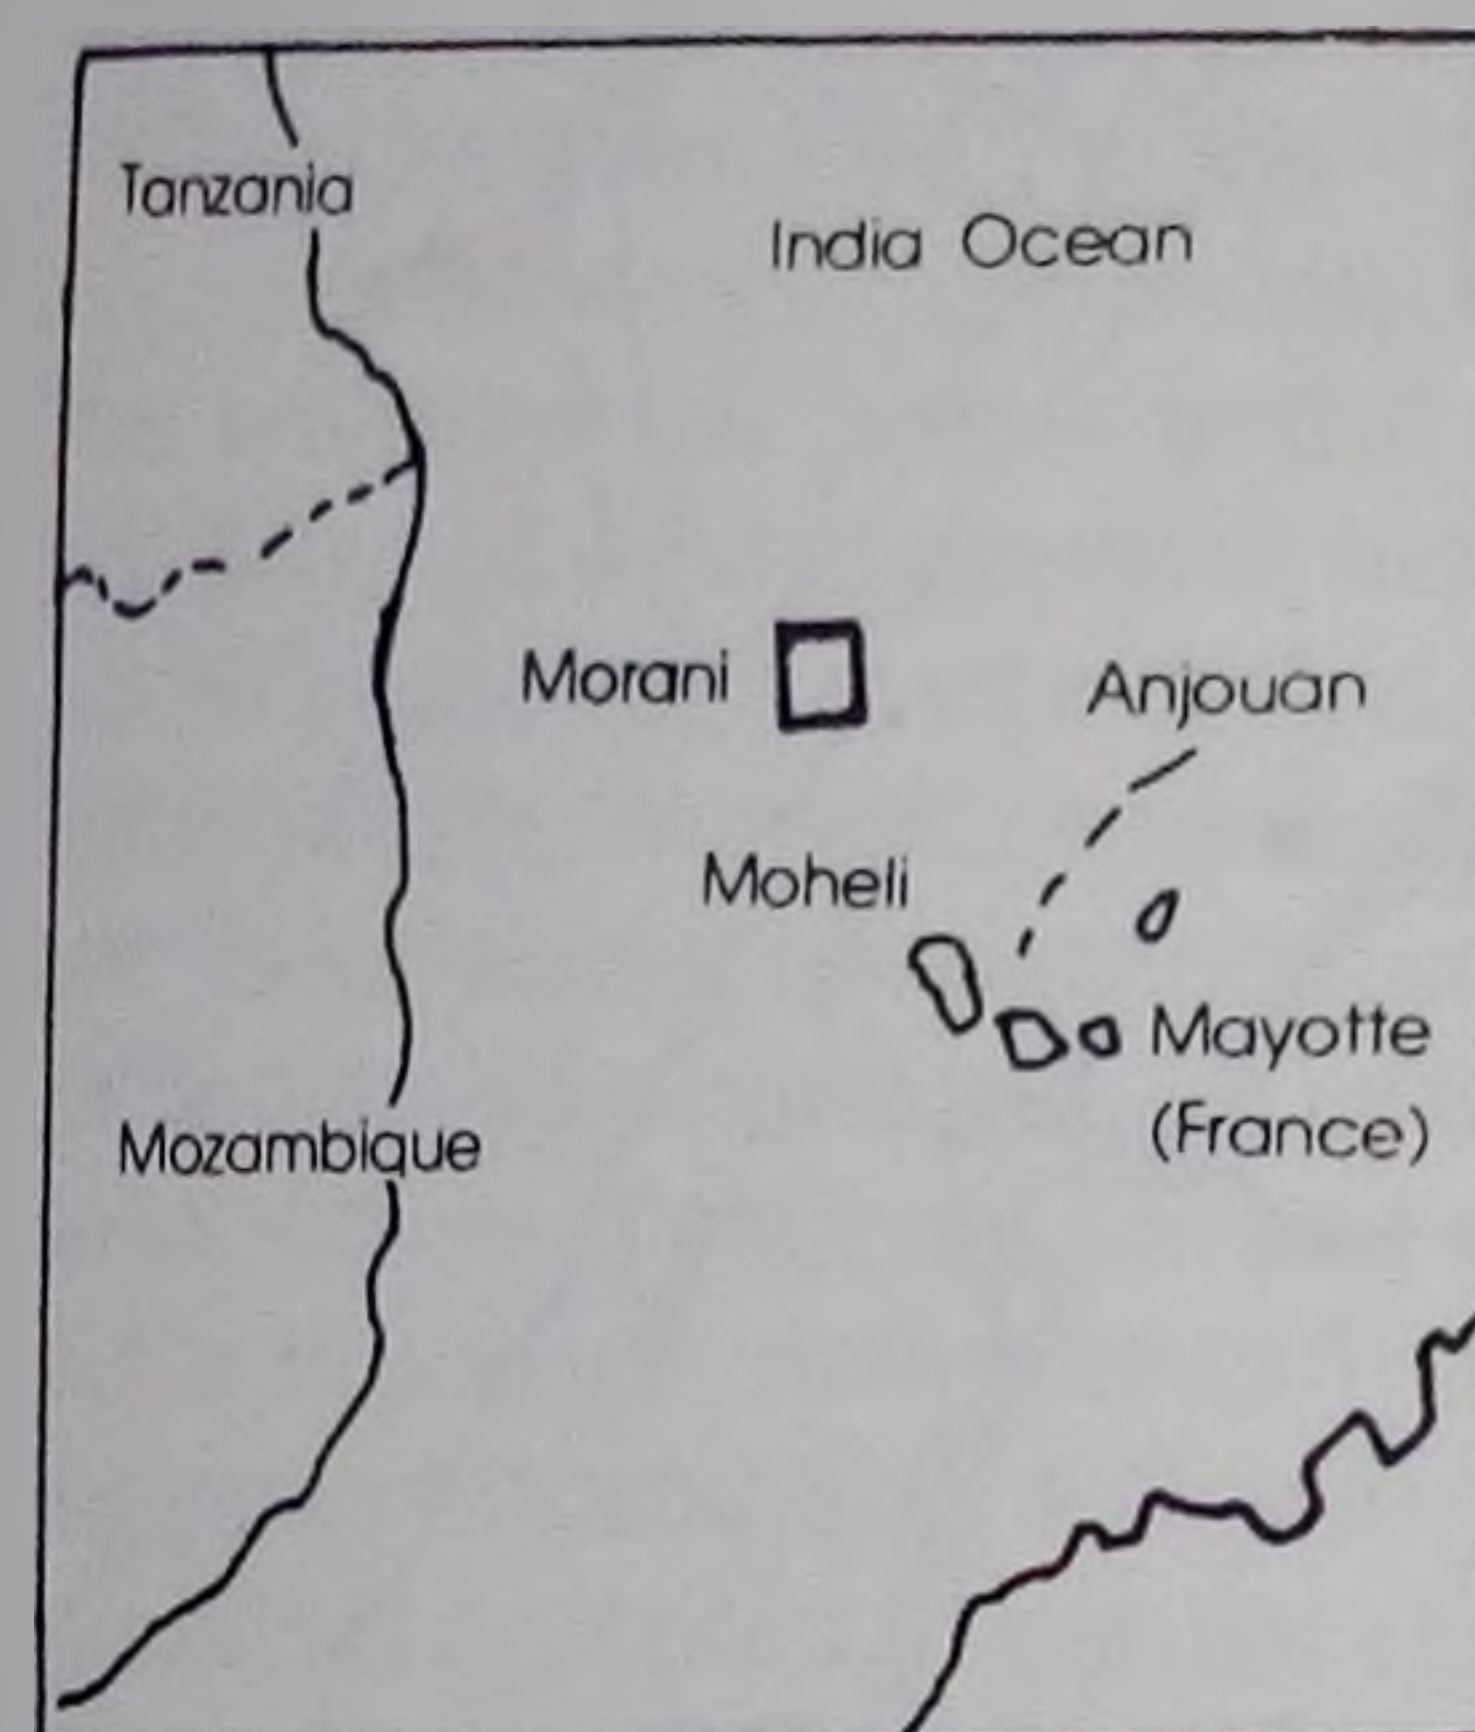 Tanzania
India Ocean
Morani
Anjouan
Moheli
Mayotte
(France)
Mozambique